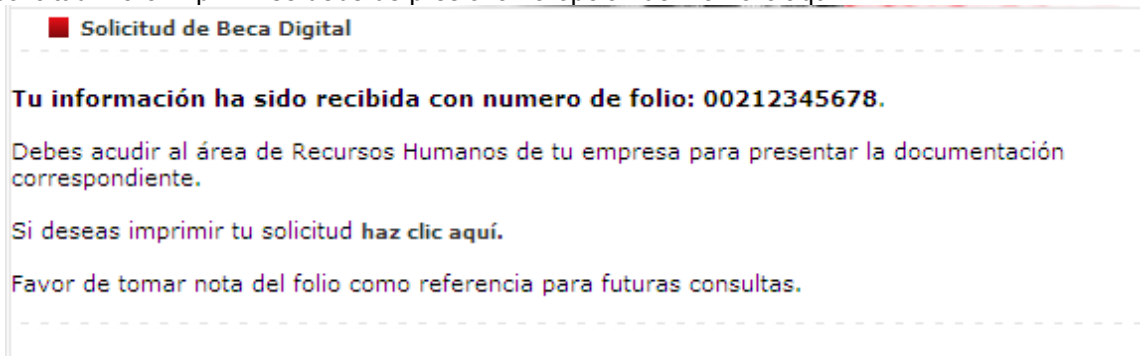 Solicitud de Beca Digital
Tu información ha sido recibida con numero de folio: 00212345678.
Debes acudir al área de Recursos Humanos de tu empresa para presentar la documentación
correspondiente.
Si deseas imprimir tu solicitud haz clic aquí.
Favor de tomar nota del folio como referencia para futuras consultas.